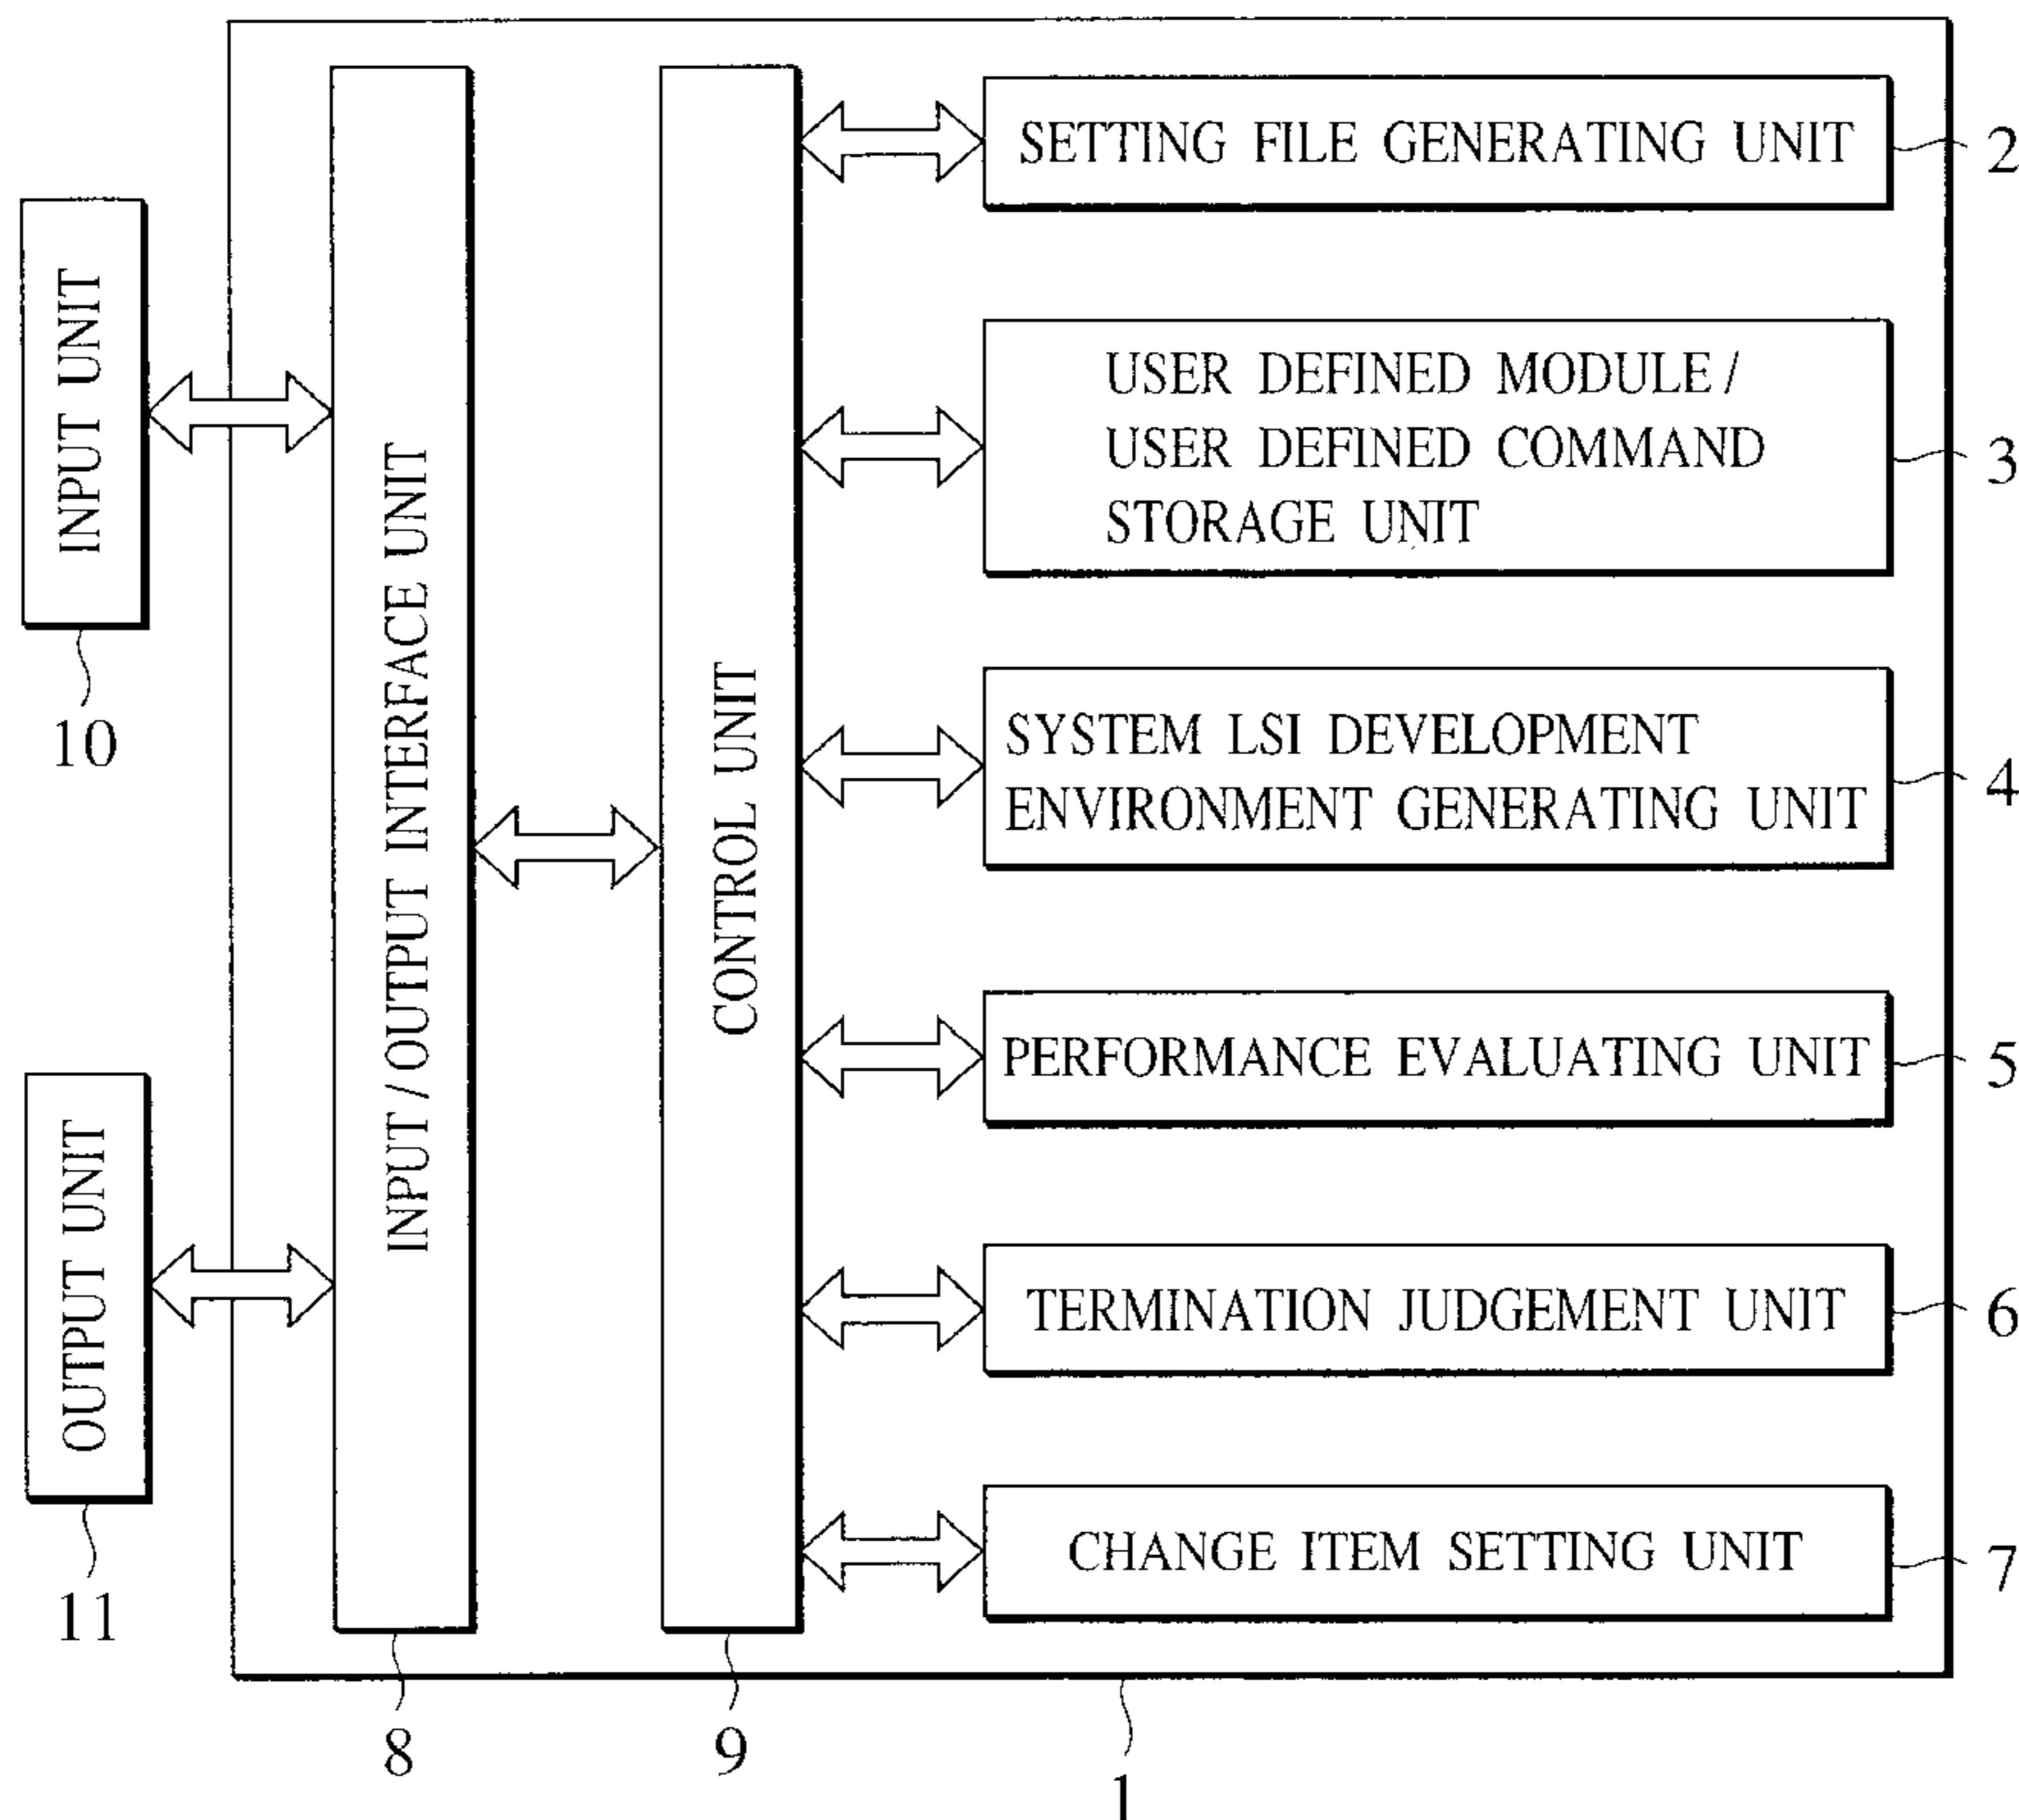 SETTING FILE GENERATING UNIT
2
USER DEFINED MODULE /
USER DEFINED COMMAND
STORAGE UNIT
3
SYSTEM LSI DEVELOPMENT
ENVIRONMENT GENERATING UNIT
4
PERFORMANCE EVALUATING UNIT
5
TERMINATION JUDGEMENT UNIT
6
CHANGE ITEM SETTING UNIT
7
INPUT UNIT
10
OUTPUT UNIT
11
INPUT / OUTPUT INTERFACE UNIT
8
CONTROL UNIT
9
1